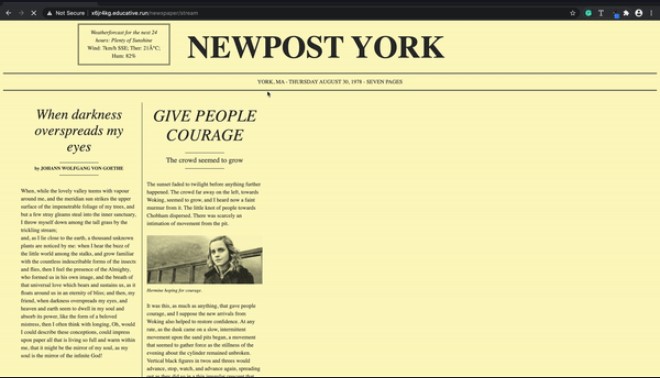 Not Secure | x6jr4kg.educative.run/newspaper/stream
Weatherforcast for the next 24
hours: Plenty of Sunshine
Wind: 7km/h SSE; Ther: 21°C;
Hum: 82%
NEWPOST YORK
YORK, MA - THURSDAY AUGUST 30, 1978 - SEVEN PAGES
When darkness
overspreads my
eyes
by JOHANN WOLFGANG VON GOETHE
When, while the lovely valley teems with vapour
around me, and the meridian sun strikes the upper
surface of the impenetrable foliage of my trees, and
but a few stray gleams steal into the inner sanctuary,
I throw myself down among the tall grass by the
trickling stream;
and, as I lie close to the earth, a thousand unknown
plants are noticed by me: when I hear the buzz of
the little world among the stalks, and grow familiar
with the countless indescribable forms of the insects
and flies, then I feel the presence of the Almighty,
who formed us in his own image, and the breath of
that universal love which bears and sustains us, as it
floats around us in an eternity of bliss; and then, my
friend, when darkness overspreads my eyes, and
heaven and earth seem to dwell in my soul and
absorb its power, like the form of a beloved
mistress, then I often think with longing, Oh, would
I could describe these conceptions, could impress
upon paper all that is living so full and warm within
me, that it might be the mirror of my soul, as my
soul is the mirror of the infinite God!
GIVE PEOPLE
COURAGE
The crowd seemed to grow
The sunset faded to twilight before anything further
happened. The crowd far away on the left, towards
Woking, seemed to grow, and I heard now a faint
murmur from it. The little knot of people towards
Chobham dispersed. There was scarcely an
intimation of movement from the pit.
Hermine hoping for courage.
It was this, as much as anything, that gave people
courage, and I suppose the new arrivals from
Woking also helped to restore confidence. At any
rate, as the dusk came on a slow, intermittent
movement upon the sand pits began, a movement
that seemed to gather force as the stillness of the
evening about the cylinder remained unbroken.
Vertical black figures in twos and threes would
advance, stop, watch, and advance again, spreading